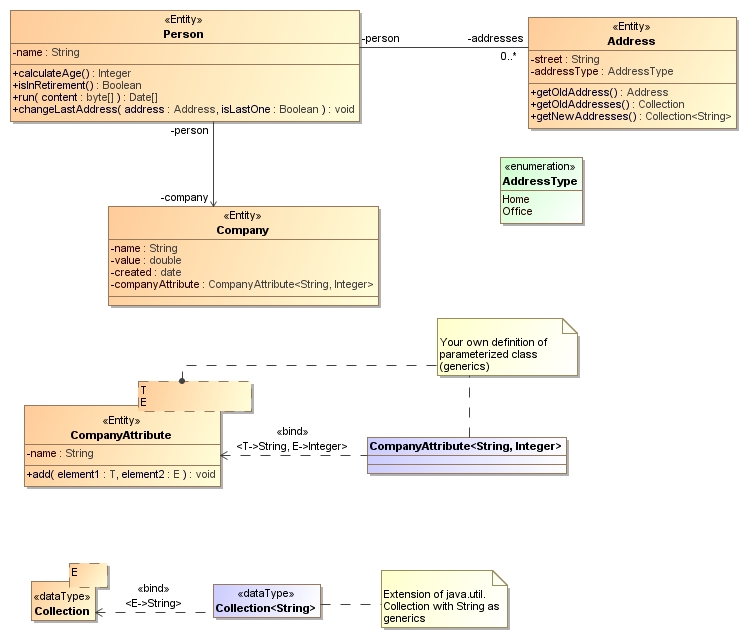 «Entity»
Person
-name : String
+calculateAge() : Integer
+isInRetirement() : Boolean
+run( content : byte[] ) : Date[]
+changeLastAddress( address : Address, isLastOne : Boolean ) : void
-person
-addresses
0..*
«Entity»
Address
-street : String
-addressType : AddressType
+getOldAddress() : Address
+getOldAddresses() : Collection
+getNewAddresses() : Collection<String>
-person
-company
«enumeration»
AddressType
Home
Office
«Entity»
Company
-name : String
-value : double
-created : date
-companyAttribute : CompanyAttribute<String, Integer>
Your own definition of
parameterized class
(generics)
T
E
«Entity»
CompanyAttribute
-name : String
+add( element1 : T, element2 : E ) : void
«bind»
<T->String, E->Integer>
CompanyAttribute<String, Integer>
E
«dataType»
Collection
«bind»
<E->String>
«dataType»
Collection<String>
Extension of java.util.
Collection with String as
generics